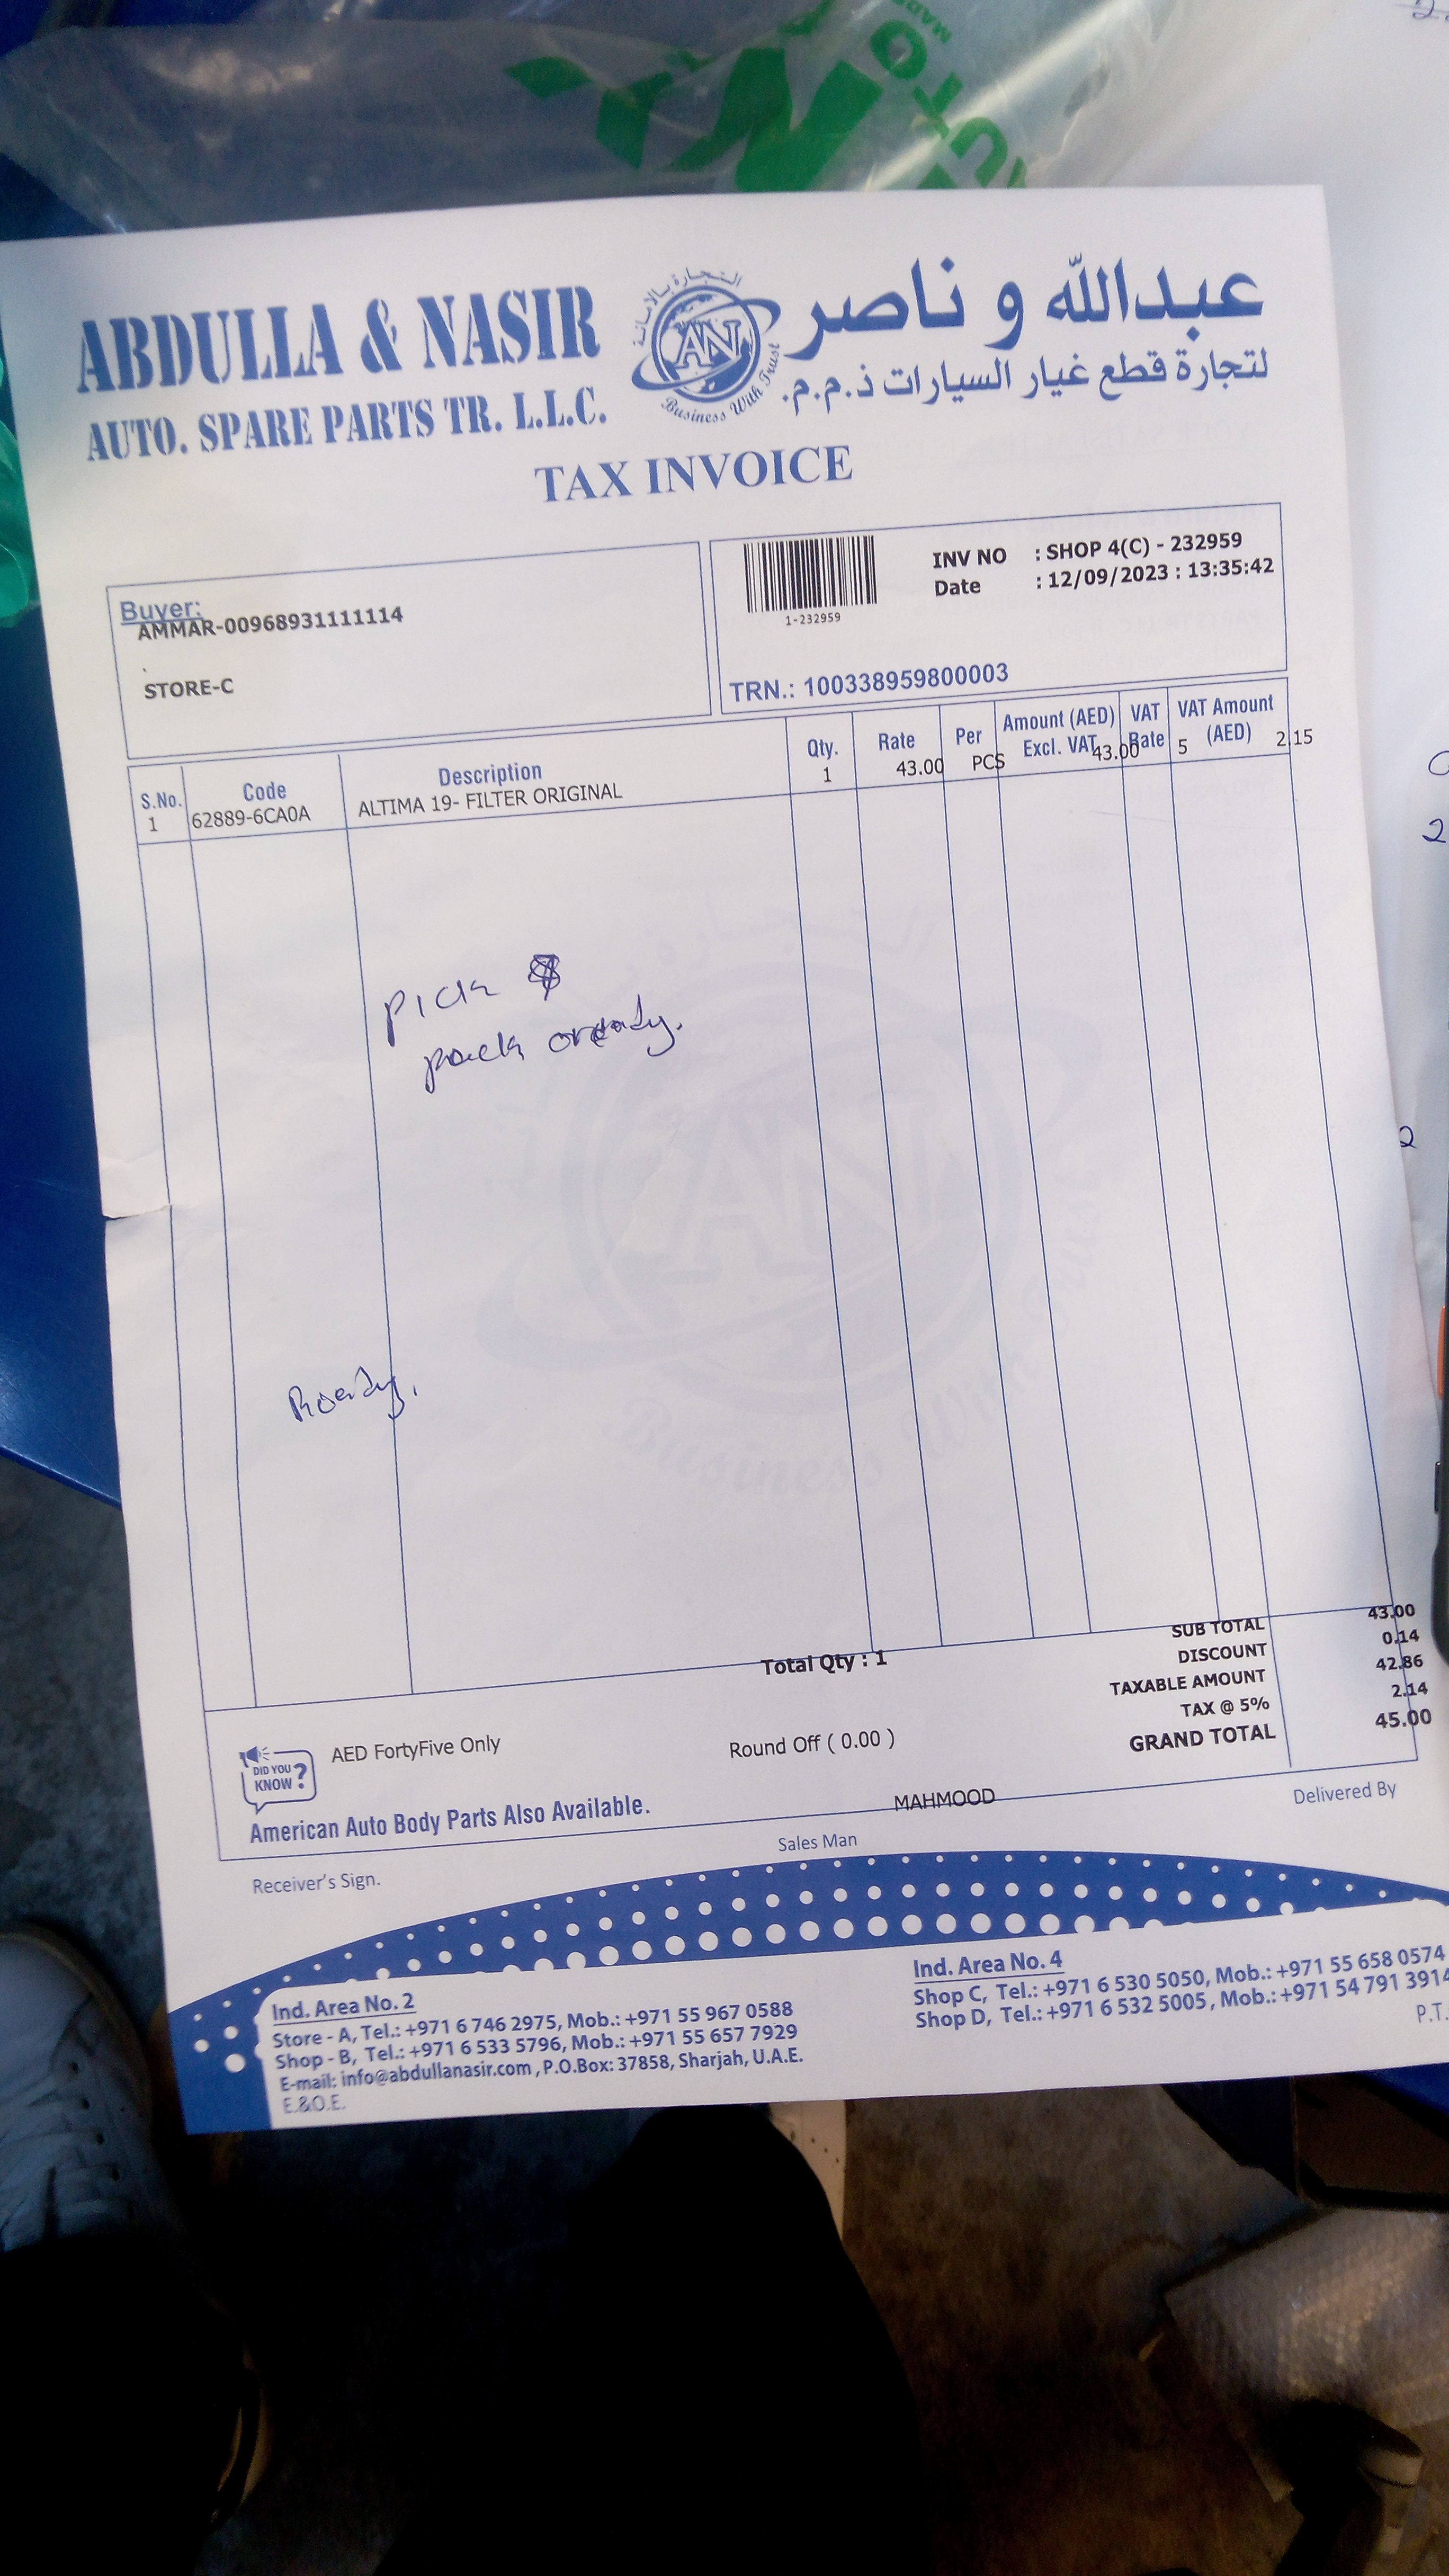 ABDULLA & NASIR
AUTO. SPARE PARTS TR. L.L.C.
التجارة بالامانة
AN
Business With Trust
عبدالله و ناصر
لتجارة قطع غيار السيارات ذ.م.م.
TAX INVOICE
Buyer:
AMMAR-00968931111114
.
STORE-C
1-232959
INV NO : SHOP 4(C) - 232959
Date : 12/09/2023 : 13:35:42
TRN.: 100338959800003
S.No. Code Description Qty. Rate Per Amount (AED) Excl. VAT VAT Rate VAT Amount (AED)
1 62889-6CA0A ALTIMA 19- FILTER ORIGINAL 1 43.00 PCS 43.00 5 2.15
Pick
pack
Ready.
Total Qty : 1
SUB TOTAL 43.00
DISCOUNT 0.14
TAXABLE AMOUNT 42.86
TAX @ 5% 2.14
GRAND TOTAL 45.00
DID YOU KNOW ?
AED FortyFive Only
Round Off ( 0.00 )
American Auto Body Parts Also Available.
MAHMOOD
Receiver's Sign.
Sales Man
Delivered By
Ind. Area No. 2
Store - A, Tel.: +971 6 746 2975, Mob.: +971 55 967 0588
Shop - B, Tel.: +971 6 533 5796, Mob.: +971 55 657 7929
E-mail: info@abdullanasir.com , P.O.Box: 37858, Sharjah, U.A.E.
E.&O.E.
Ind. Area No. 4
Shop C, Tel.: +971 6 530 5050, Mob.: +971 55 658 0574
Shop D, Tel.: +971 6 532 5005, Mob.: +971 54 791 3914
P.T.